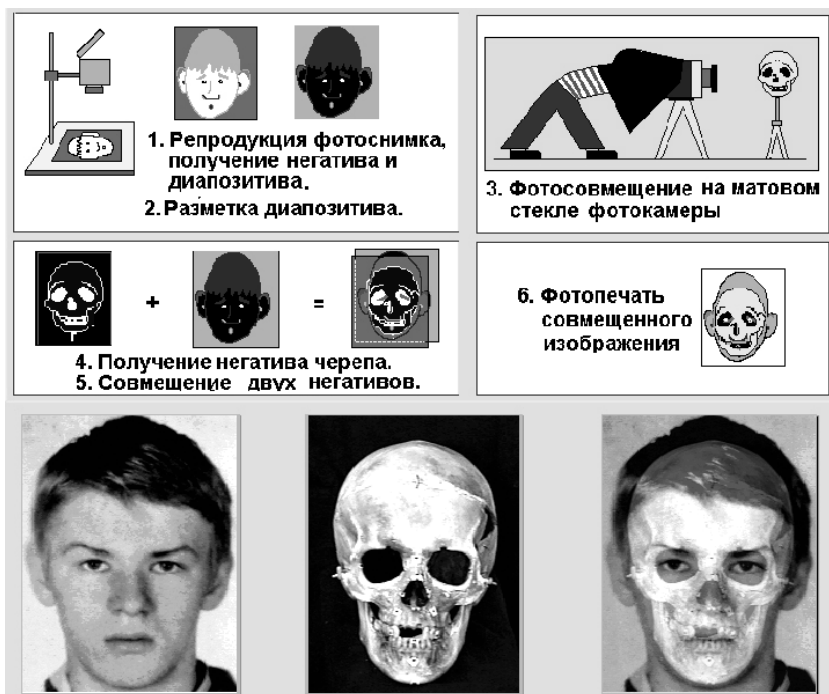 1. Репродукция фотоснимка,
получение негатива и
диапозитива.
2. Разметка диапозитива.
3. Фотосовмещение на матовом
стекле фотокамеры
4. Получение негатива черепа.
5. Совмещение двух негативов.
6. Фотопечать
совмещенного
изображения